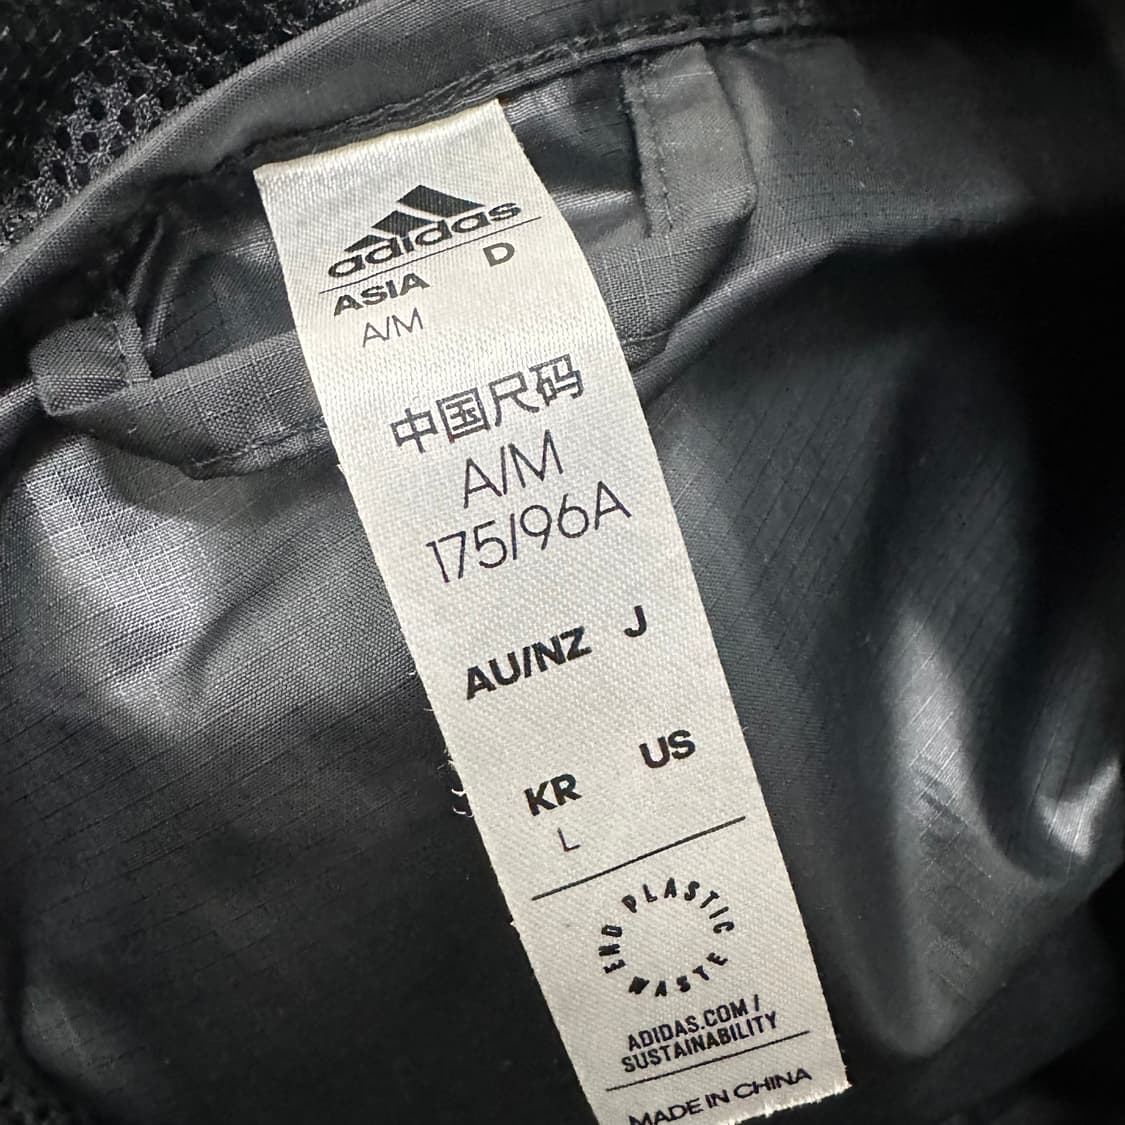 adidas
ASIA D
A/M
中国尺码
A/M
175/96A
AU/NZ J
KR US
L
END PLASTIC WASTE
ADIDAS.COM /
SUSTAINABILITY
MADE IN CHINA